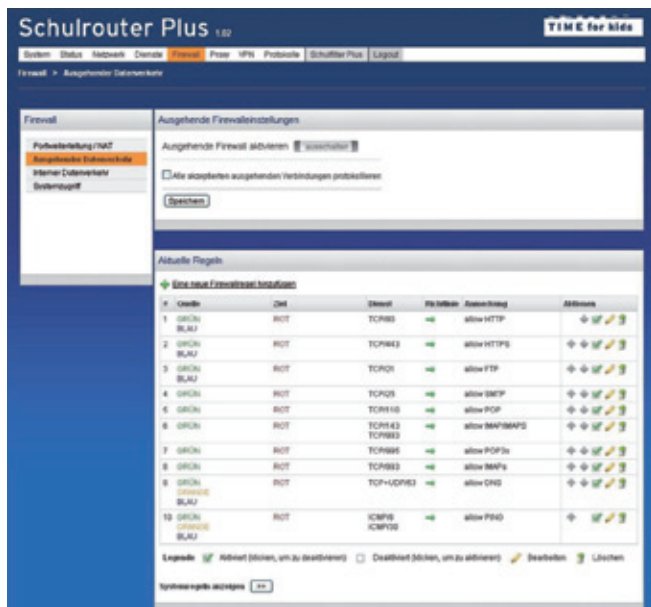 Schulrouter Plus 1.02
TIME for kids
System Status Netzwerk Dienste Firewall Proxy VPN Protokolle Schulfilter Plus Logout
Firewall > Ausgehender Datenverkehr
Firewall
Portweiterleitung / NAT
Ausgehender Datenverkehr
Interner Datenverkehr
Systemzugriff
Ausgehende Firewalleinstellungen
Ausgehende Firewall aktivieren ausschalten
Alle akzeptierten ausgehenden Verbindungen protokollieren
Speichern
Aktuelle Regeln
Eine neue Firewallregel hinzufügen
# Quelle Ziel Dienst Richtlinie Anmerkung Aktionen
1 GRÜN ROT TCP/80 allow HTTP
BLAU
2 GRÜN ROT TCP/443 allow HTTPS
BLAU
3 GRÜN ROT TCP/21 allow FTP
BLAU
4 GRÜN ROT TCP/25 allow SMTP
5 GRÜN ROT TCP/110 allow POP
6 GRÜN ROT TCP/143 allow IMAP/IMAPS
TCP/993
7 GRÜN ROT TCP/995 allow POP3s
8 GRÜN ROT TCP/993 allow IMAPs
9 GRÜN ROT TCP+UDP/53 allow DNS
ORANGE
BLAU
10 GRÜN ROT ICMP/8 allow PING
ORANGE ICMP/30
BLAU
Legende Aktiviert (klicken, um zu deaktivieren) Deaktiviert (klicken, um zu aktivieren) Bearbeiten Löschen
Systemregeln anzeigen >>